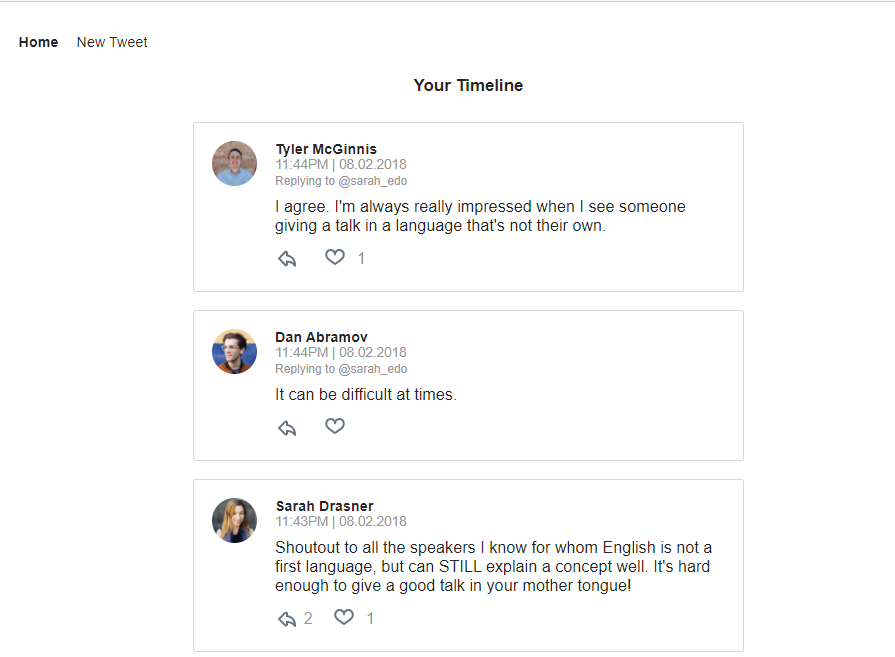 Home New Tweet
Your Timeline
Tyler McGinnis
11:44PM | 08.02.2018
Replying to @sarah_edo
I agree. I'm always really impressed when I see someone
giving a talk in a language that's not their own.
1
Dan Abramov
11:44PM | 08.02.2018
Replying to @sarah_edo
It can be difficult at times.
Sarah Drasner
11:43PM | 08.02.2018
Shoutout to all the speakers I know for whom English is not a
first language, but can STILL explain a concept well. It's hard
enough to give a good talk in your mother tongue!
2 1